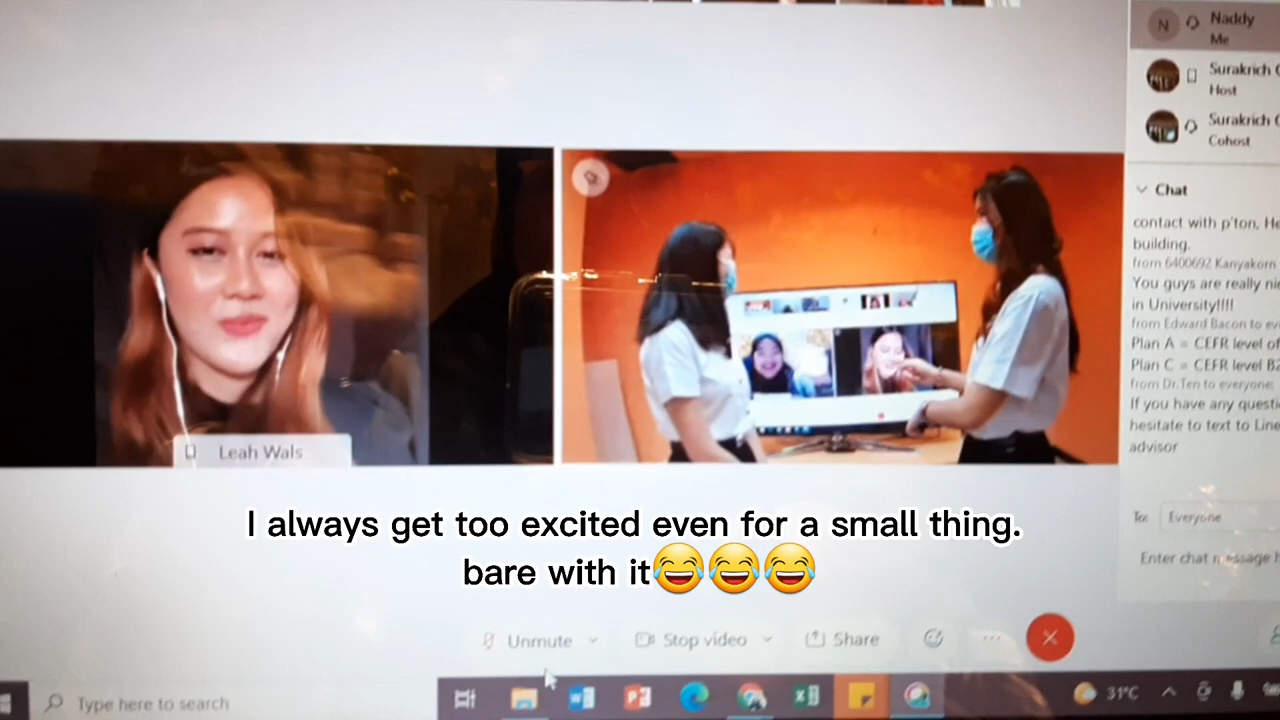 N
Naddy
Me
Surakrich
Host
Surakrich
Cohost
Chat
contact with p'ton, He
building.
from 6400692 Kanyakorn
You guys are really
in University!!!!
from Edward Bacon to
Plan A = CEFR level of
Plan C = CEFR level B2
from Dr.Ten to everyone:
If you have any
hesitate to text to Line
advisor
Leah Wals
To: Everyone
I always get too excited even for a small thing.
bare with it😂😂😂
Enter chat message
Unmute
Stop video
Share
Type here to search
31°C